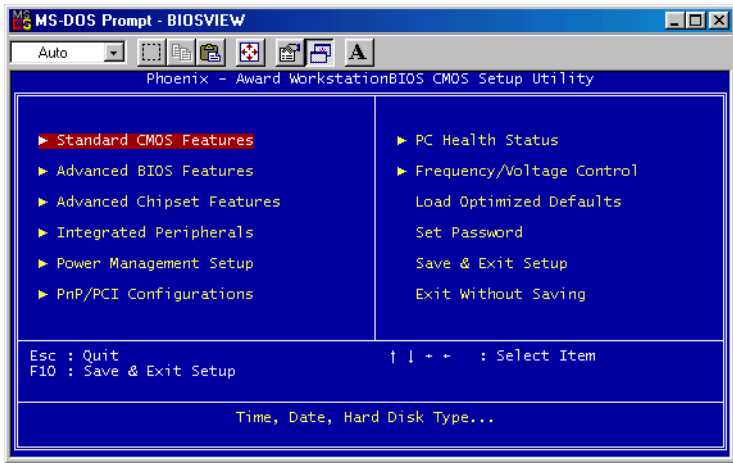 MS-DOS Prompt - BIOSVIEW
Auto
A
Phoenix - Award WorkstationBIOS CMOS Setup Utility
► Standard CMOS Features
► Advanced BIOS Features
► Advanced Chipset Features
► Integrated Peripherals
► Power Management Setup
► PnP/PCI Configurations
► PC Health Status
► Frequency/Voltage Control
Load Optimized Defaults
Set Password
Save & Exit Setup
Exit Without Saving
Esc : Quit
F10 : Save & Exit Setup
↑ ↓ ← ← : Select Item
Time, Date, Hard Disk Type...